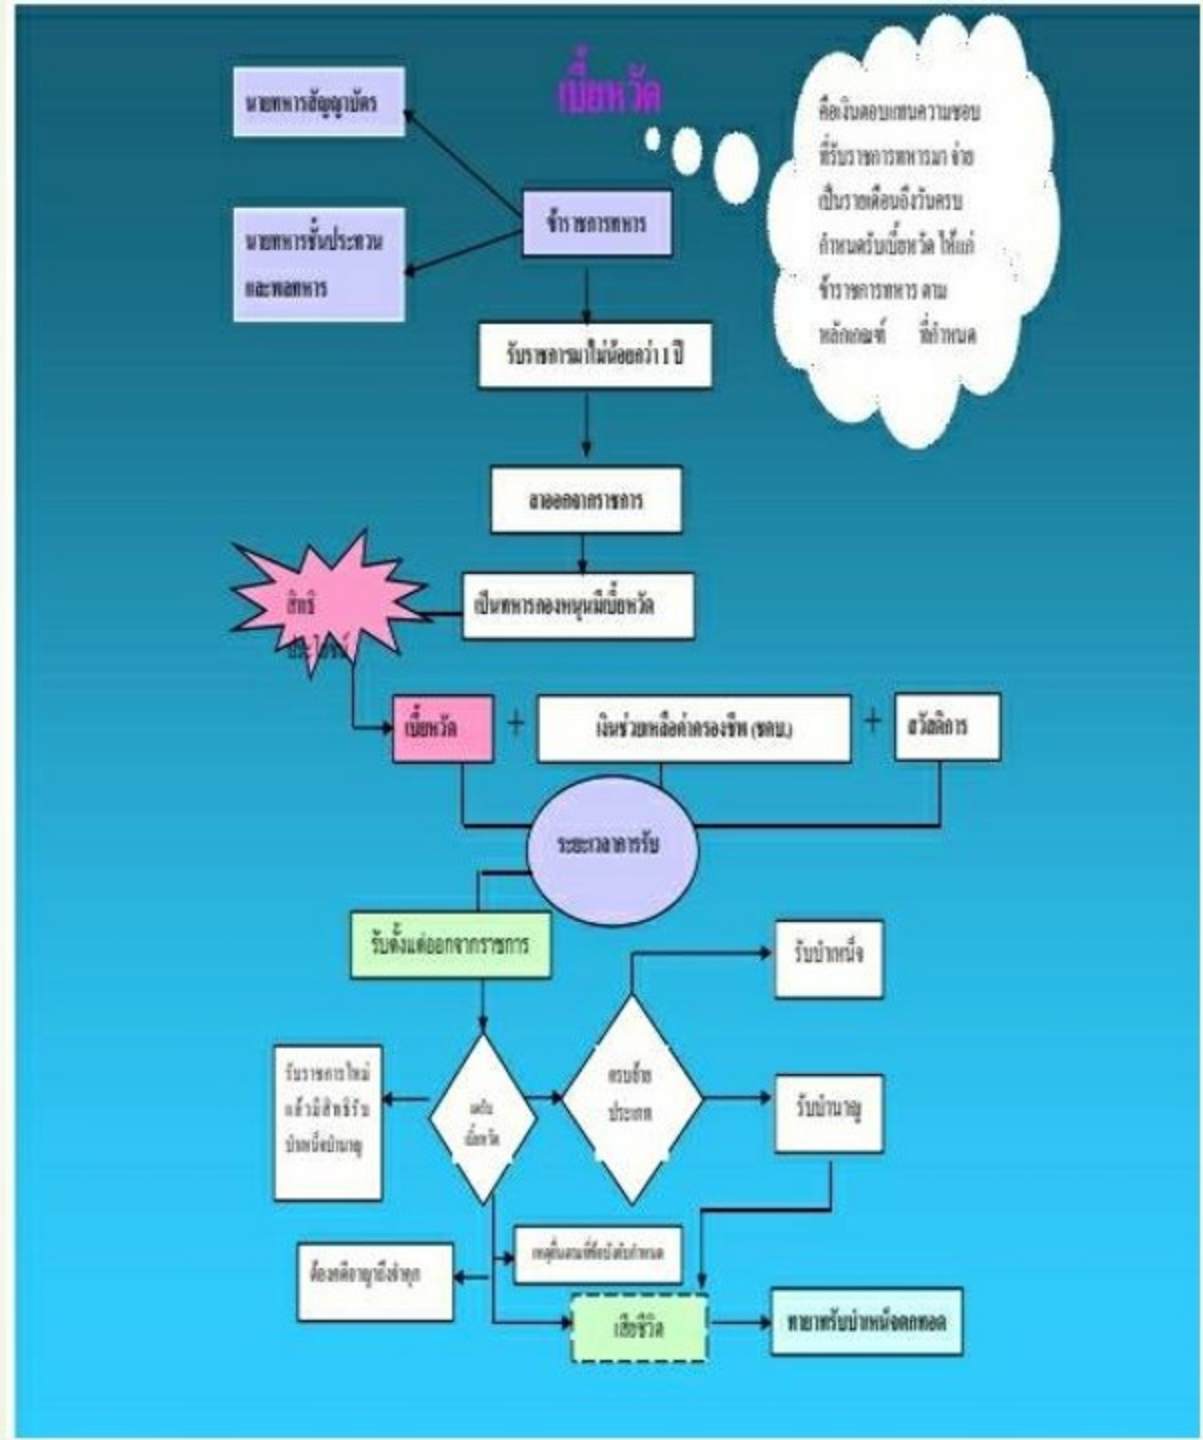 เบี้ยหวัด
คือเงินตอบแทนความชอบ
ที่รับราชการทหารมา จ่าย
เป็นรายเดือนถึงวันครบ
กำหนดรับเบี้ยหวัด ให้แก่
ข้าราชการทหาร ตาม
หลักเกณฑ์ ที่กำหนด
นายทหารสัญญาบัตร
ข้าราชการทหาร
นายทหารชั้นประทวน
และพลทหาร
รับราชการมาไม่น้อยกว่า 1 ปี
ลาออกจากราชการ
เป็นทหารกองหนุนมีเบี้ยหวัด
สิทธิ
ประโยชน์
เบี้ยหวัด + เงินช่วยเหลือค่าครองชีพ (ชคบ.) + สวัสดิการ
ระยะเวลาการรับ
รับตั้งแต่ออกจากราชการ
รับบำเหน็จ
รับราชการใหม่
แล้วมีสิทธิรับ
บำเหน็จบำนาญ
งดรับ
เบี้ยหวัด
ครบย้าย
ประเภท
รับบำนาญ
เหตุอื่นตามที่ข้อบังคับกำหนด
ต้องคดีอาญาถึงจำคุก
เสียชีวิต
ทายาทรับบำเหน็จตกทอด